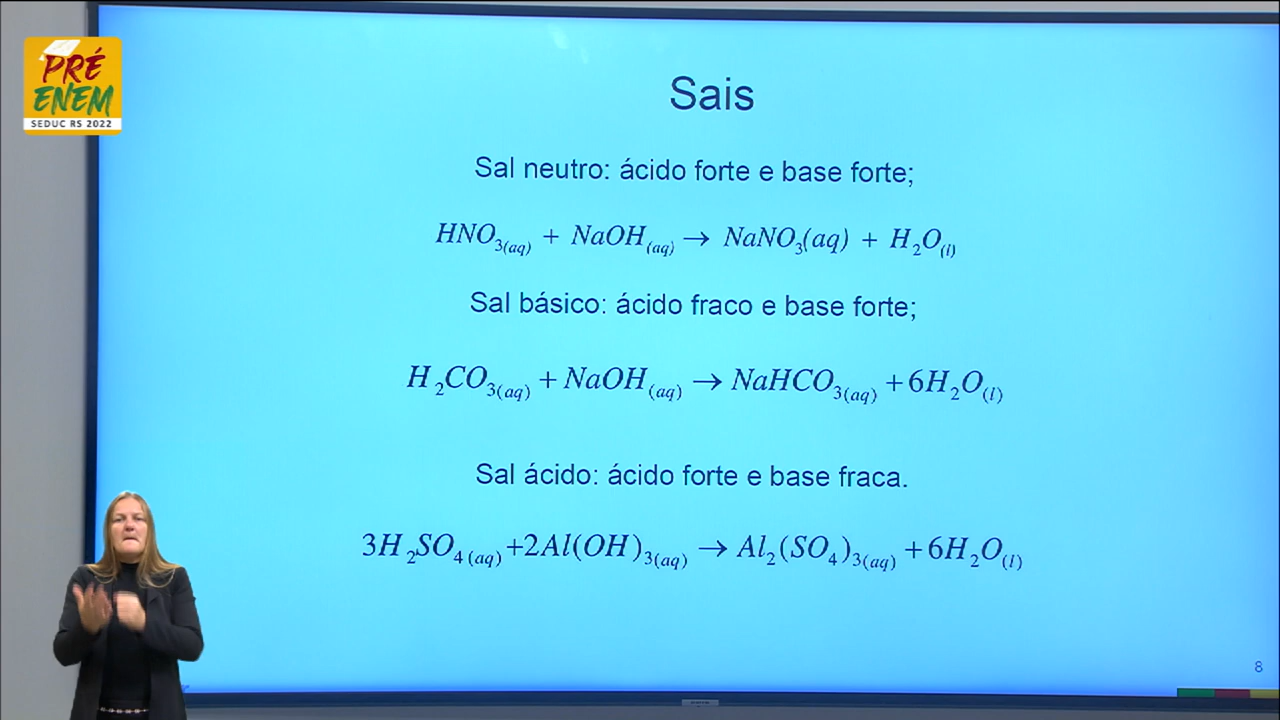 PRÉ
ENEM
SEDUC RS 2022
Sais
Sal neutro: ácido forte e base forte;
HNO₃(aq) + NaOH(aq) → NaNO₃(aq) + H₂O(l)
Sal básico: ácido fraco e base forte;
H₂CO₃(aq) + NaOH(aq) → NaHCO₃(aq) + 6H₂O(l)
Sal ácido: ácido forte e base fraca.
3H₂SO₄(aq) + 2Al(OH)₃(aq) → Al₂(SO₄)₃(aq) + 6H₂O(l)
8